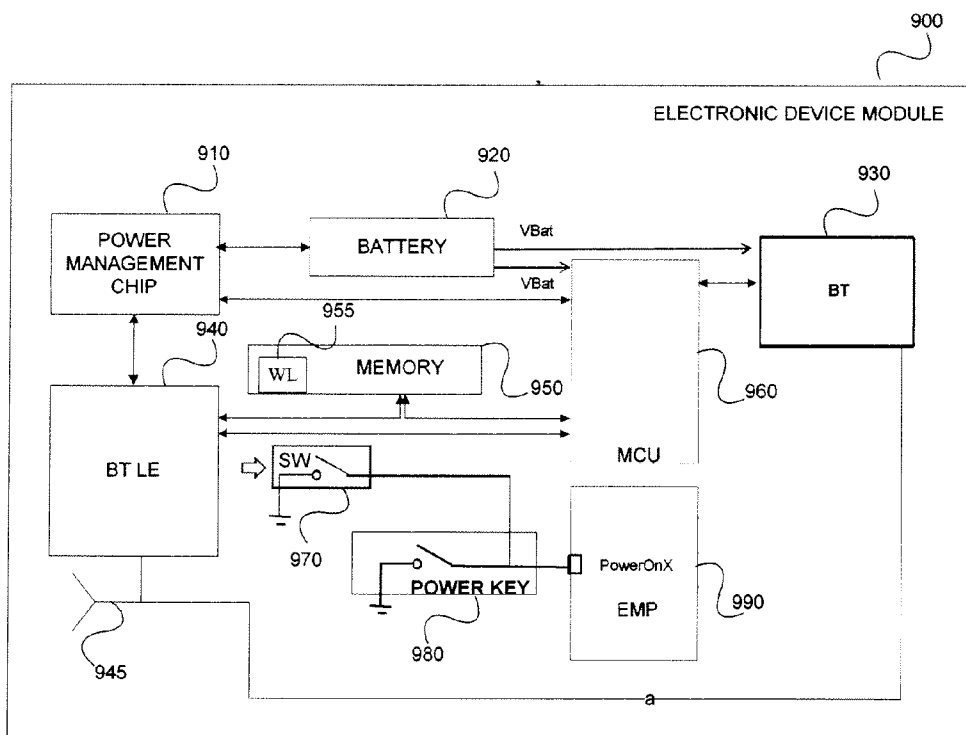 900
ELECTRONIC DEVICE MODULE
910
920
930
POWER
MANAGEMENT
CHIP
BATTERY
VBat
VBat
BT
940
955
WL
MEMORY
950
960
BT LE
SW
MCU
970
POWER KEY
PowerOnX
EMP
990
980
945
a